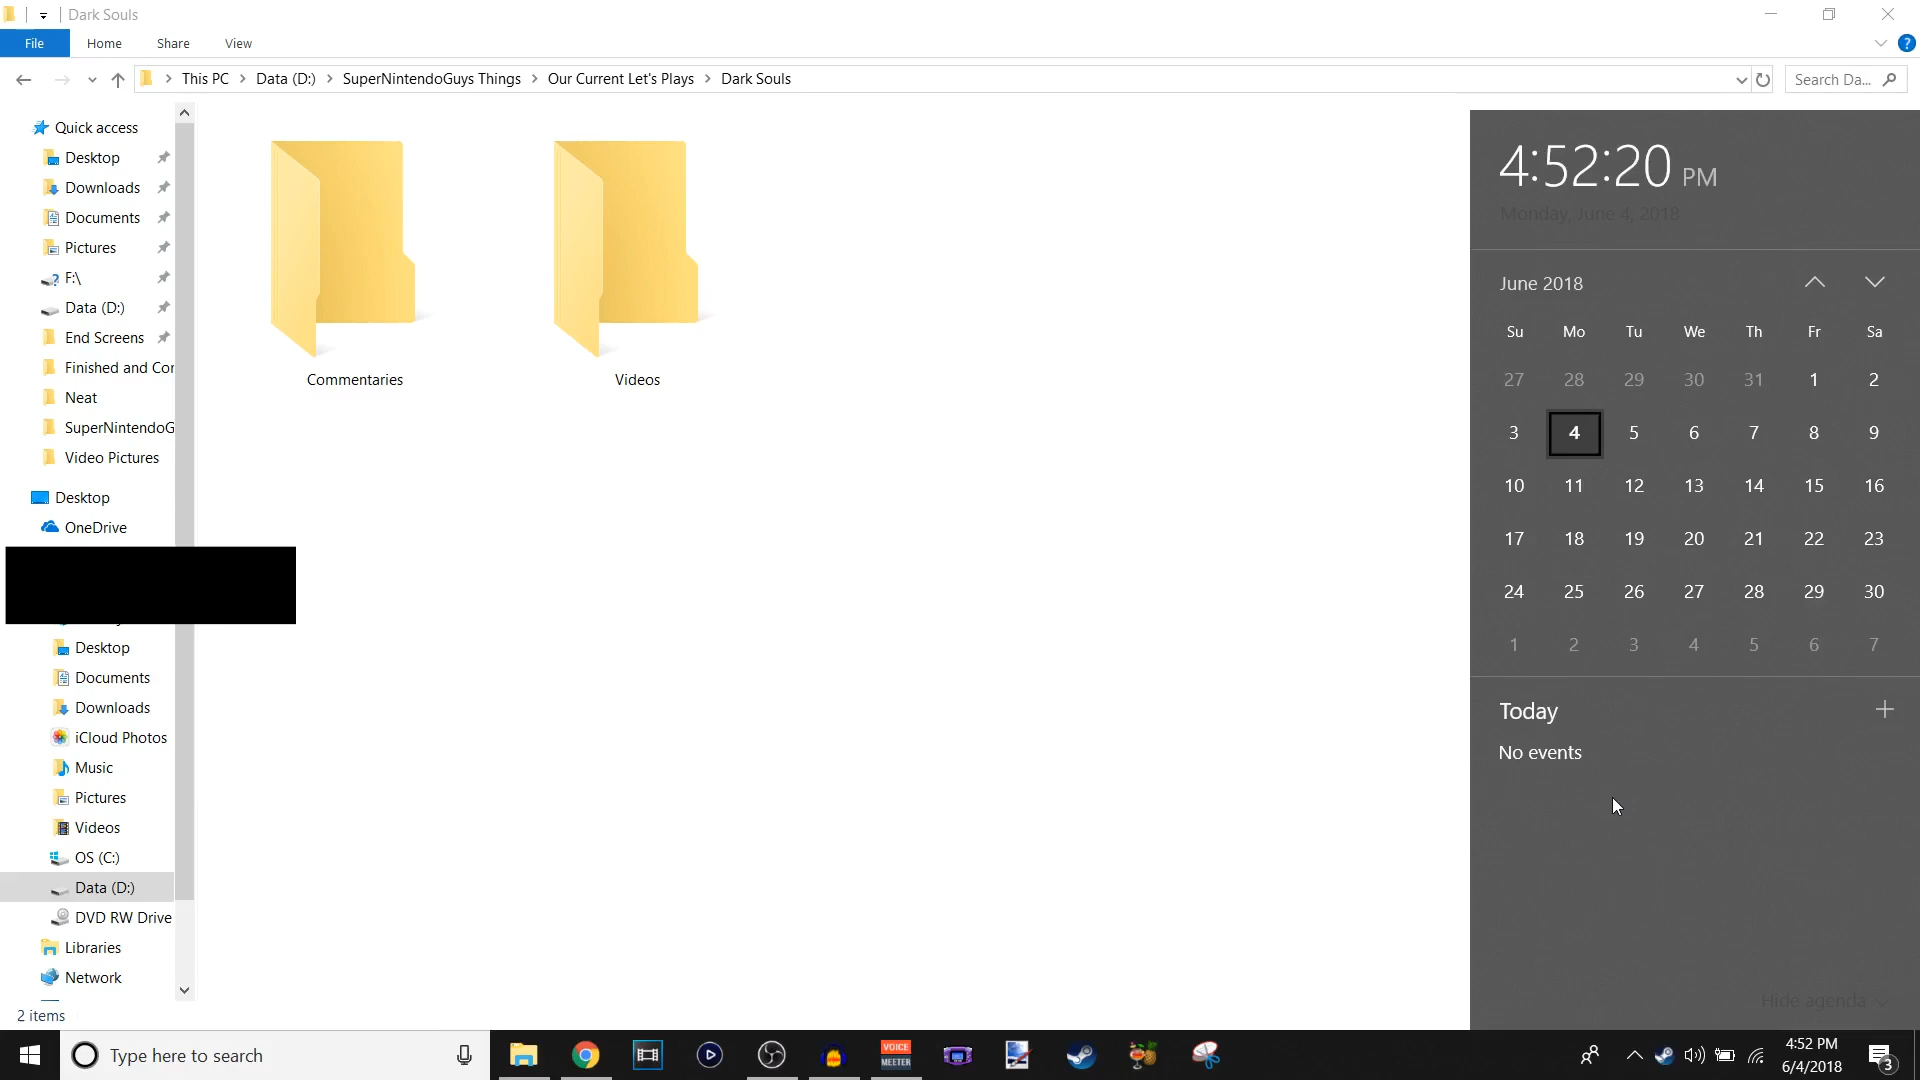 Dark Souls
File Home Share View
?
This PC > Data (D:) > SuperNintendoGuys Things > Our Current Let's Plays > Dark Souls
Search Da...
Quick access
Desktop
Downloads
Documents
Pictures
F:\
Data (D:)
End Screens
Finished and Cor
Neat
SuperNintendoG
Video Pictures
Desktop
OneDrive
Desktop
Documents
Downloads
iCloud Photos
Music
Pictures
Videos
OS (C:)
Data (D:)
DVD RW Drive
Libraries
Network
2 items
Commentaries
Videos
4:52:20 PM
Monday, June 4, 2018
June 2018
Su Mo Tu We Th Fr Sa
27 28 29 30 31 1 2
3 4 5 6 7 8 9
10 11 12 13 14 15 16
17 18 19 20 21 22 23
24 25 26 27 28 29 30
1 2 3 4 5 6 7
Today
No events
Hide agenda
Type here to search
VOICE
MEETER
4:52 PM
6/4/2018
3